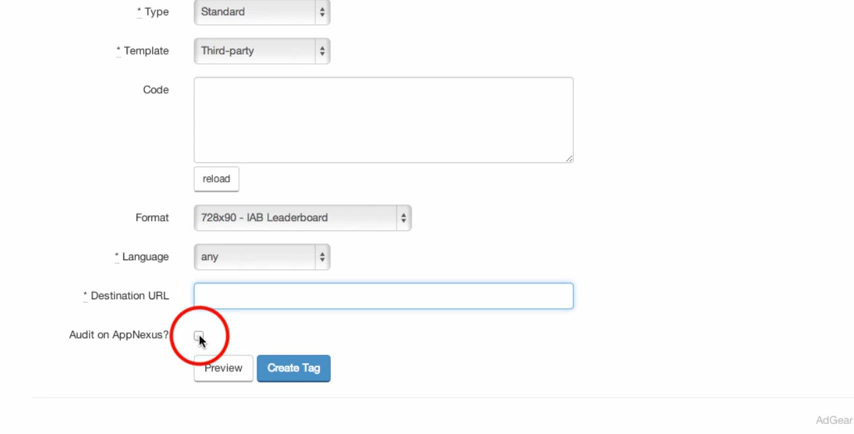 * Type Standard
* Template Third-party
Code
reload
Format 728x90 - IAB Leaderboard
* Language any
* Destination URL
Audit on AppNexus?
Preview Create Tag
AdGear